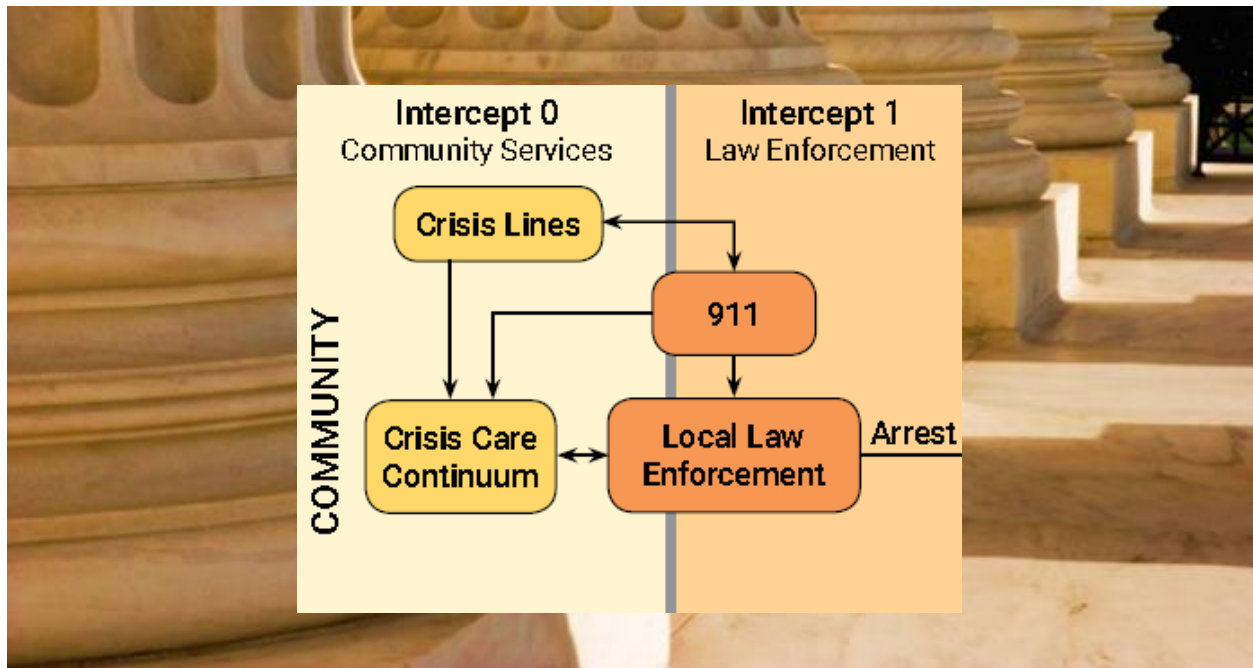 Intercept 0
Community Services
Intercept 1
Law Enforcement
Crisis Lines
911
COMMUNITY
Crisis Care
Continuum
Local Law
Enforcement
Arrest